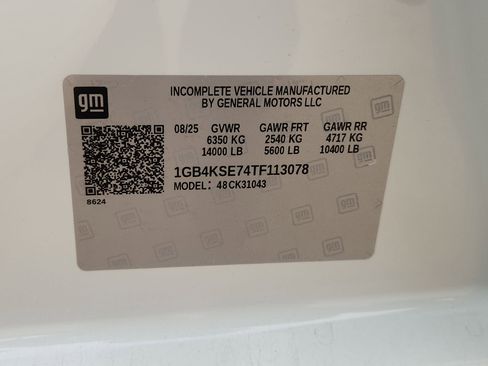 gm
INCOMPLETE VEHICLE MANUFACTURED
BY GENERAL MOTORS LLC
08/25 GVWR GAWR FRT GAWR RR
6350 KG 2540 KG 4717 KG
14000 LB 5600 LB 10400 LB
1GB4KSE74TF113078
MODEL: 48CK31043
8624